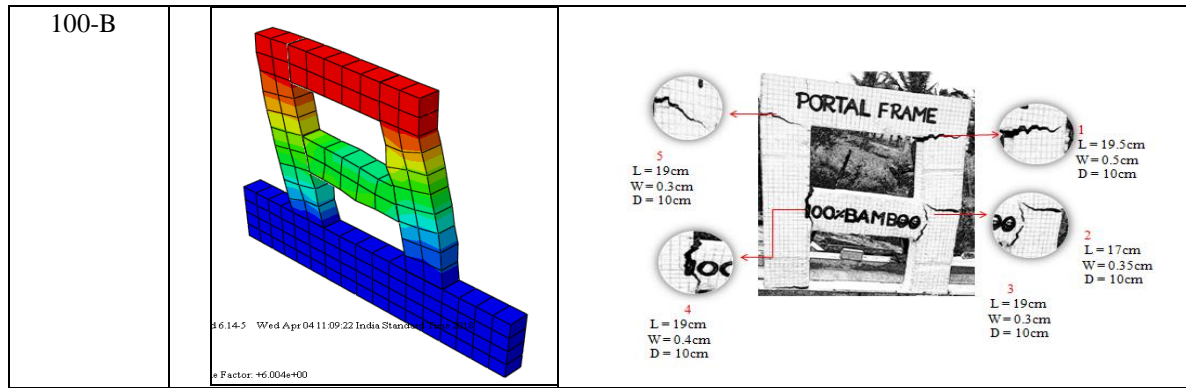 100-B
d 6.14-5 Wed Apr 04 11:09:22 India Standard Time
e Factor: +6.004e+00
PORTAL FRAME
100%BAMBOO
5
L = 19cm
W = 0.3cm
D = 10cm
1
L = 19.5cm
W = 0.5cm
D = 10cm
OO
2
L = 17cm
W = 0.35cm
D = 10cm
3
L = 19cm
W = 0.3cm
D = 10cm
4
L = 19cm
W = 0.4cm
D = 10cm